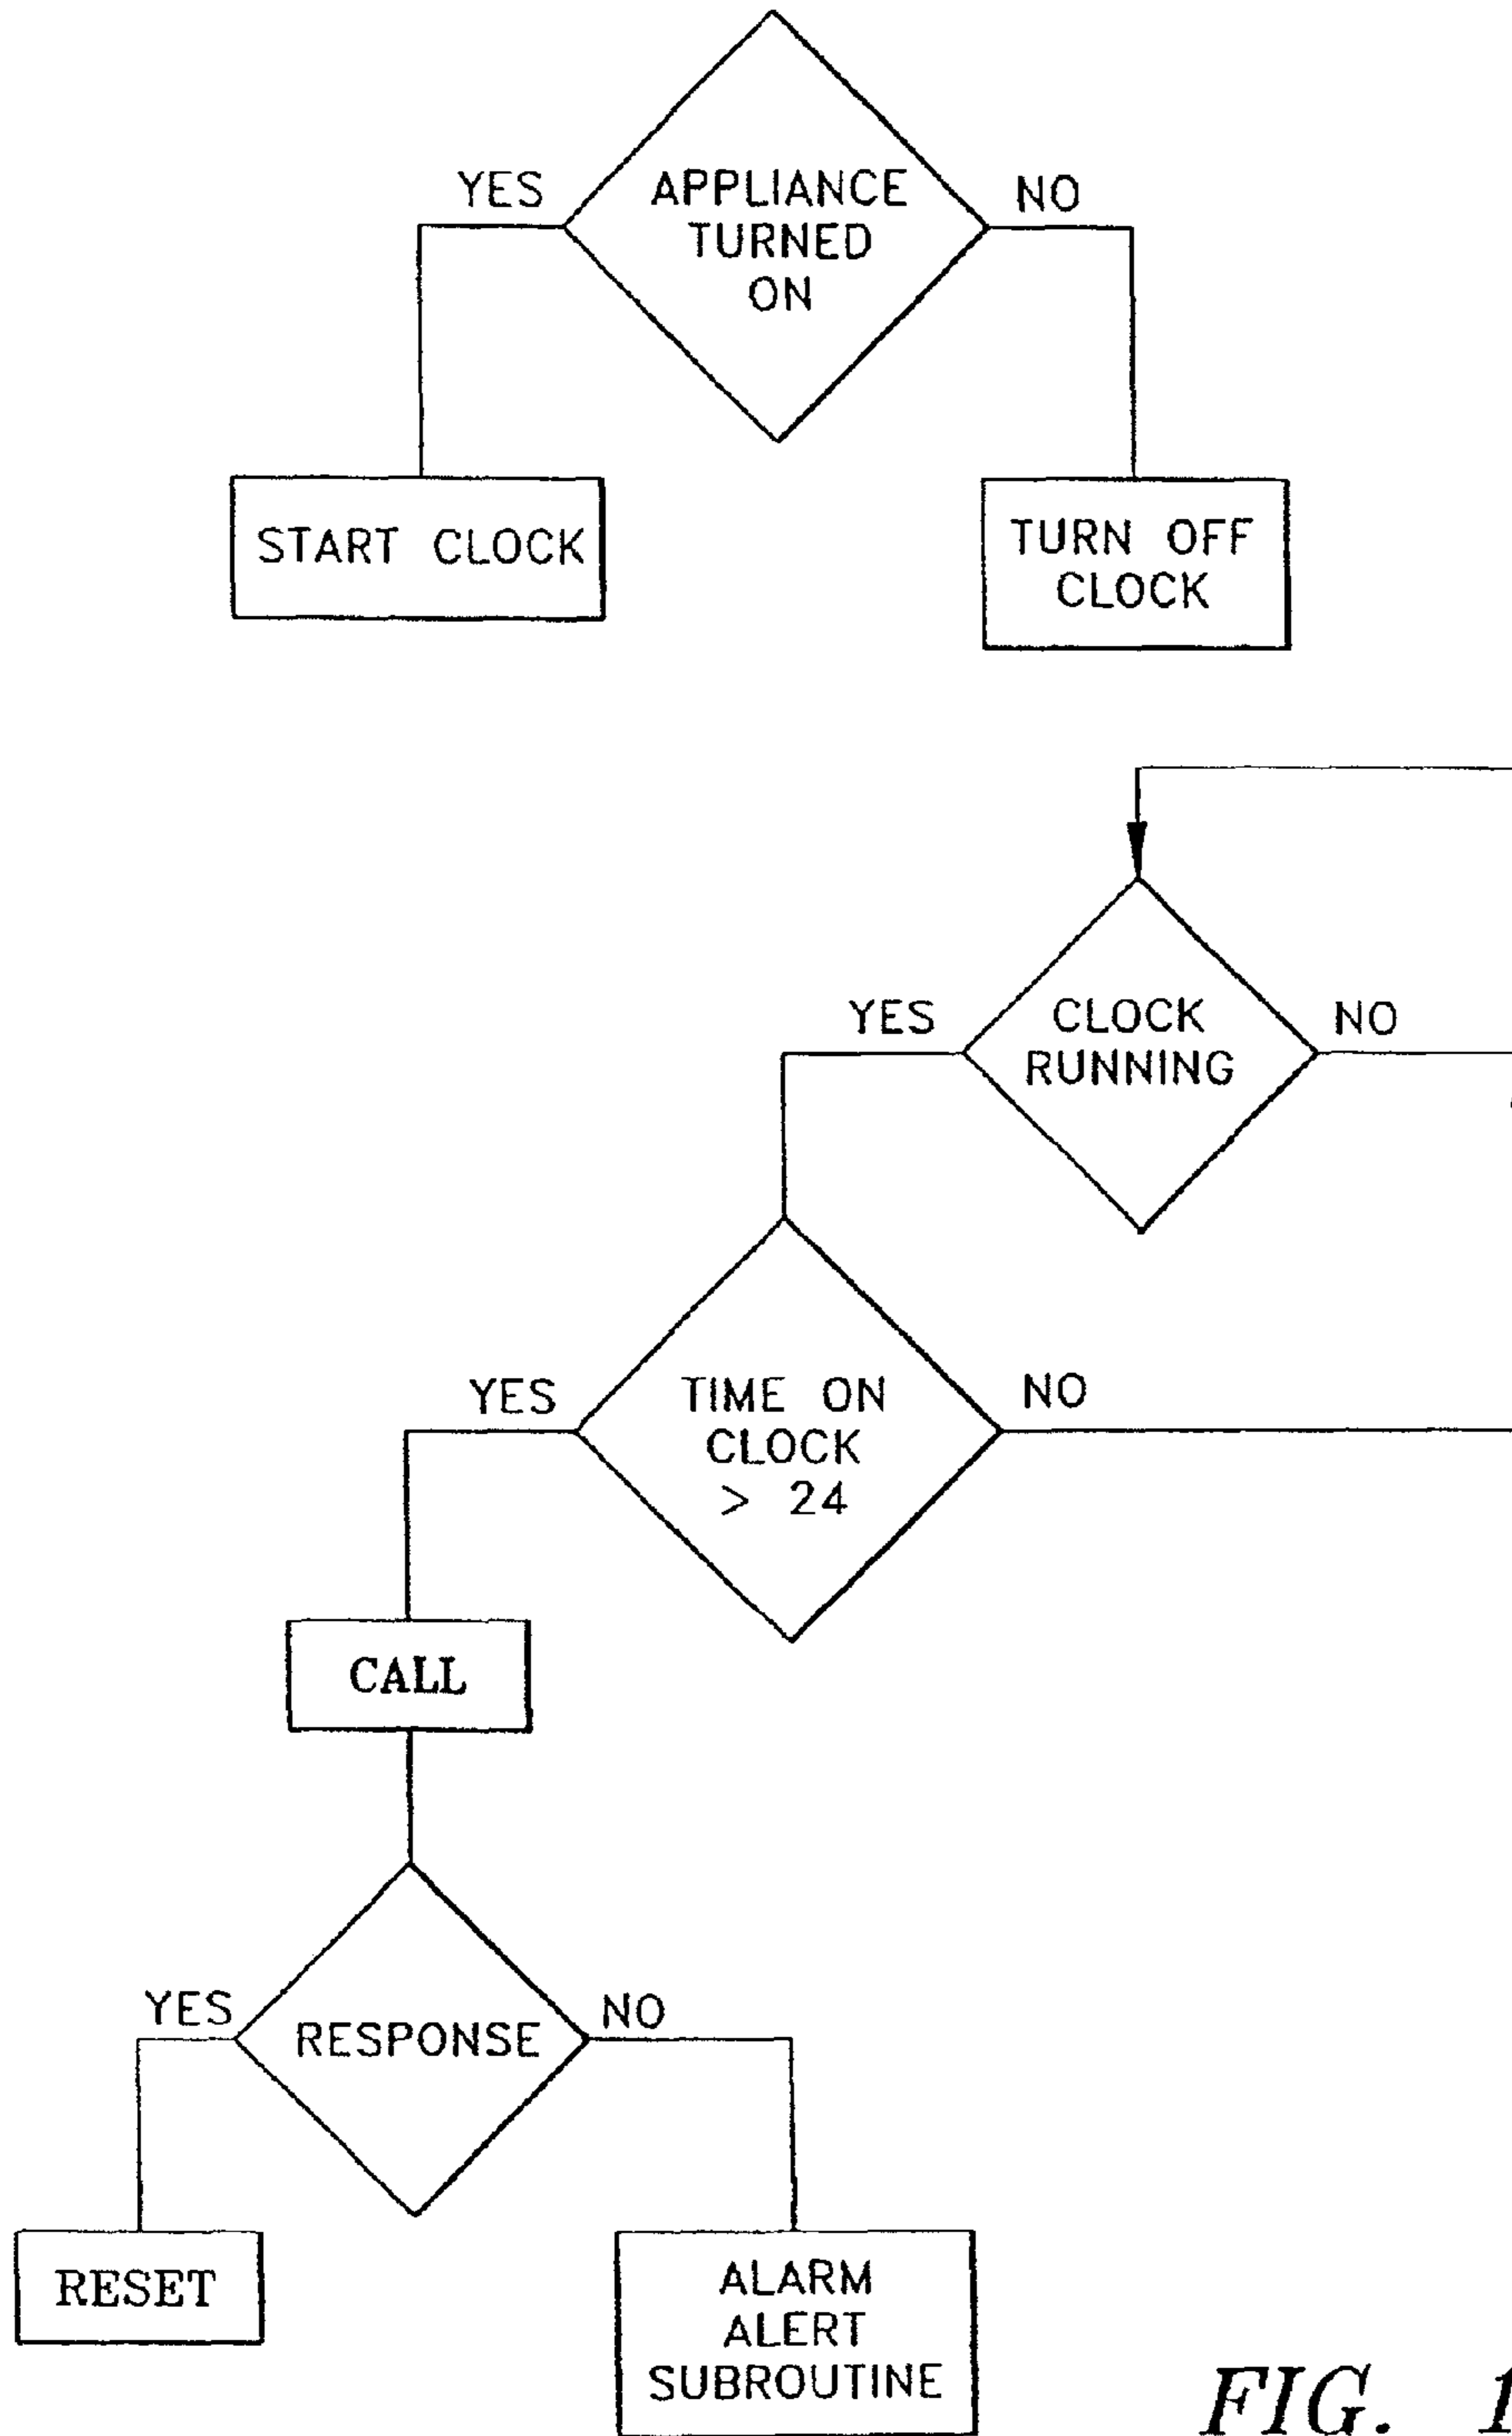 YES
APPLIANCE
TURNED
ON
NO
START CLOCK
TURN OFF
CLOCK
YES
CLOCK
RUNNING
NO
YES
TIME ON
CLOCK
> 24
NO
CALL
YES
RESPONSE
NO
RESET
ALARM
ALERT
SUBROUTINE
FIG. 1